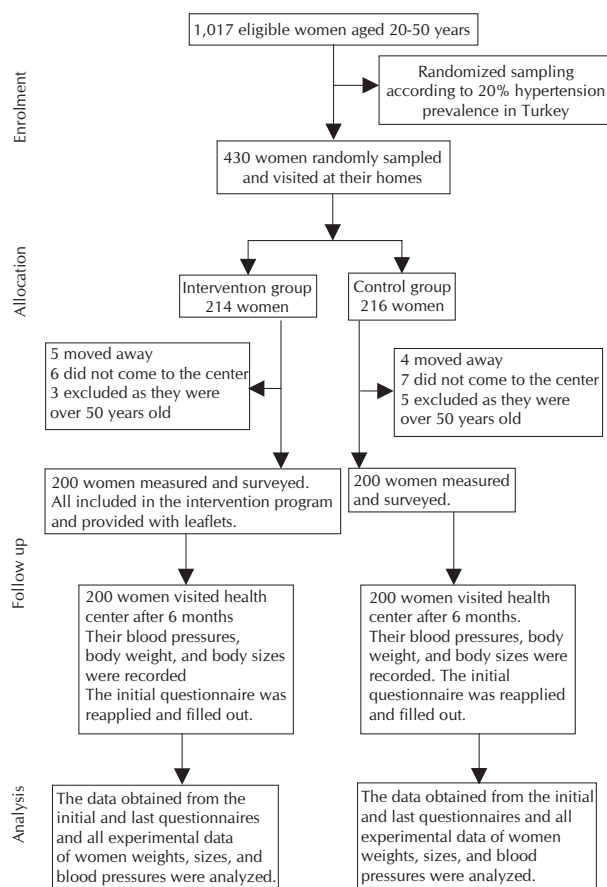 1,017 eligible women aged 20-50 years
Enrolment
Randomized sampling
according to 20% hypertension
prevalence in Turkey
430 women randomly sampled
and visited at their homes
Allocation
Intervention group
214 women
Control group
216 women
5 moved away
6 did not come to the center
3 excluded as they were
over 50 years old
4 moved away
7 did not come to the center
5 excluded as they were
over 50 years old
200 women measured and surveyed.
All included in the intervention program
and provided with leaflets.
200 women measured
and surveyed.
Follow up
200 women visited health
center after 6 months
Their blood pressures,
body weight, and body sizes
were recorded
The initial questionnaire was
reapplied and filled out.
200 women visited health
center after 6 months.
Their blood pressures, body
weight, and body sizes were
recorded. The initial
questionnaire was reapplied
and filled out.
Analysis
The data obtained from the
initial and last questionnaires
and all experimental data
of women weights, sizes, and
blood pressures were analyzed.
The data obtained from the initial
and last questionnaires and all
experimental data of women
weights, sizes, and blood
pressures were analyzed.